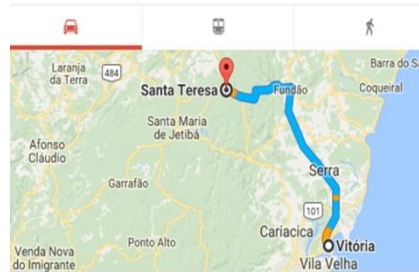 Laranja
da Terra
484
Santa Teresa
Fundão
Barra do Sa
Coqueiral
Santa Maria
de Jetibá
Afonso
Cláudio
Garrafão
Serra
101
Cariacica
Vitória
Ponto Alto
Venda Nova
do Imigrante
Vila Velha